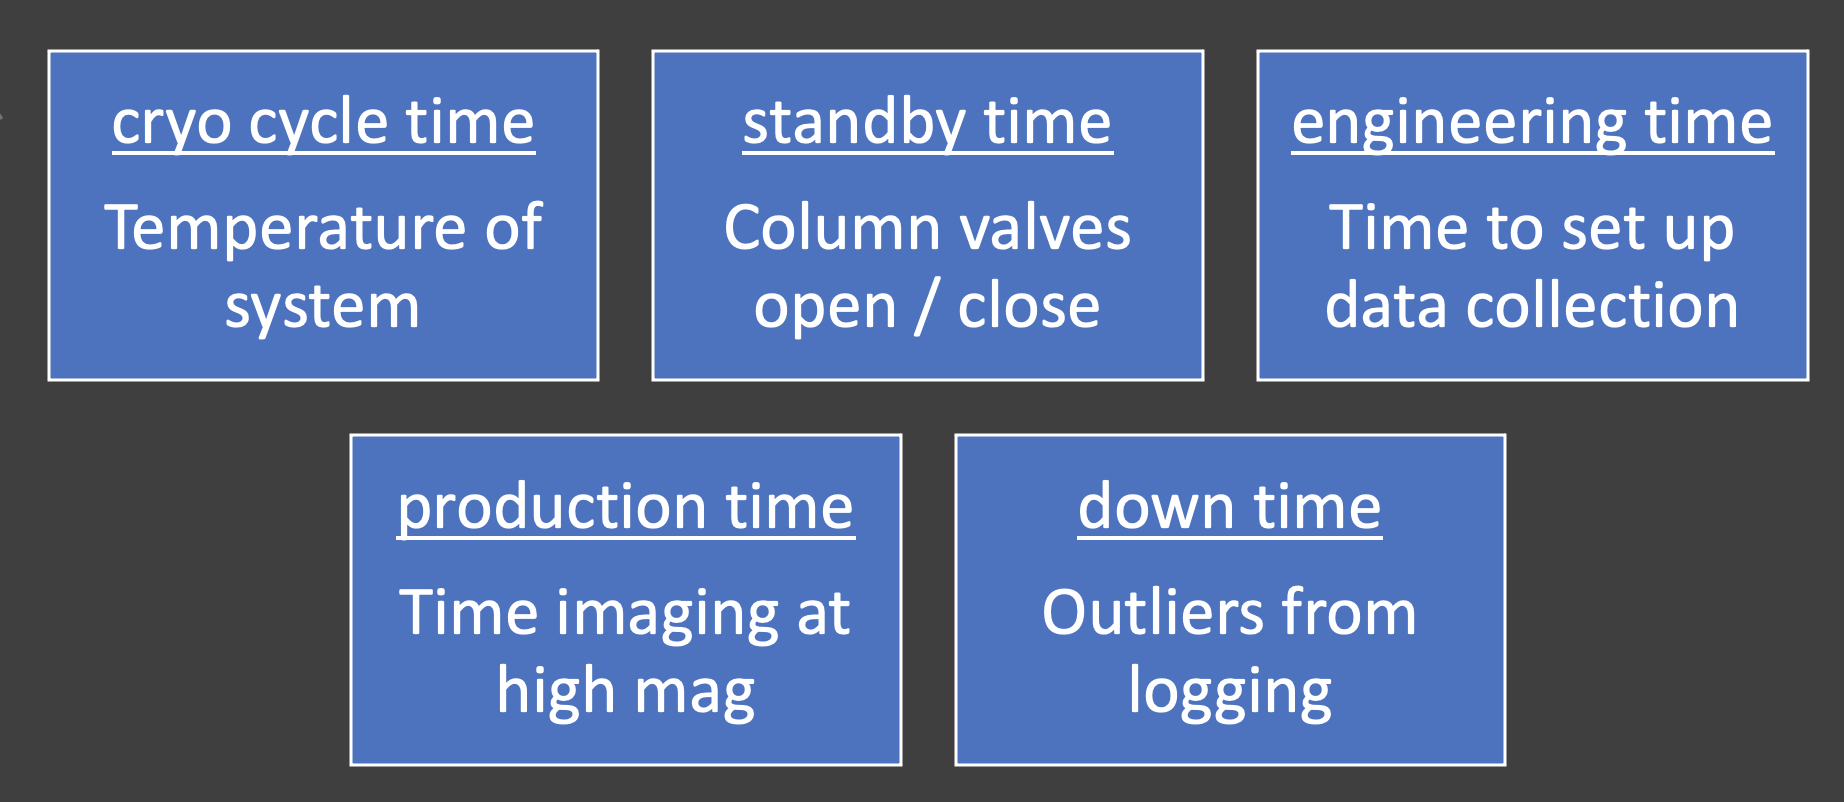 cryo cycle time
Temperature of
system
standby time
Column valves
open / close
engineering time
Time to set up
data collection
production time
Time imaging at
high mag
down time
Outliers from
logging